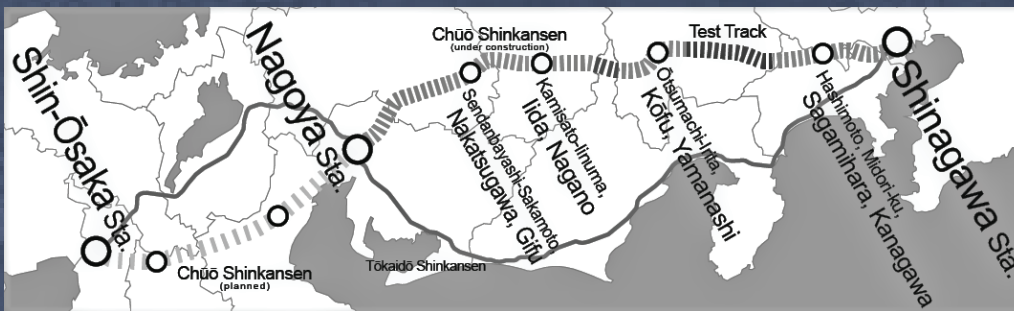 Shin-Ōsaka Sta.
Nagoya Sta.
Chūō Shinkansen
(under construction)
Test Track
Shinagawa Sta.
Sendanbayashi-Sakamoto,
Nakatsugawa, Gifu
Kamisato-Iinuma,
Iida, Nagano
Ōtsumachi-Irita,
Kōfu, Yamanashi
Hashimoto, Midori-ku,
Sagamihara, Kanagawa
Chūō Shinkansen
(planned)
Tōkaidō Shinkansen